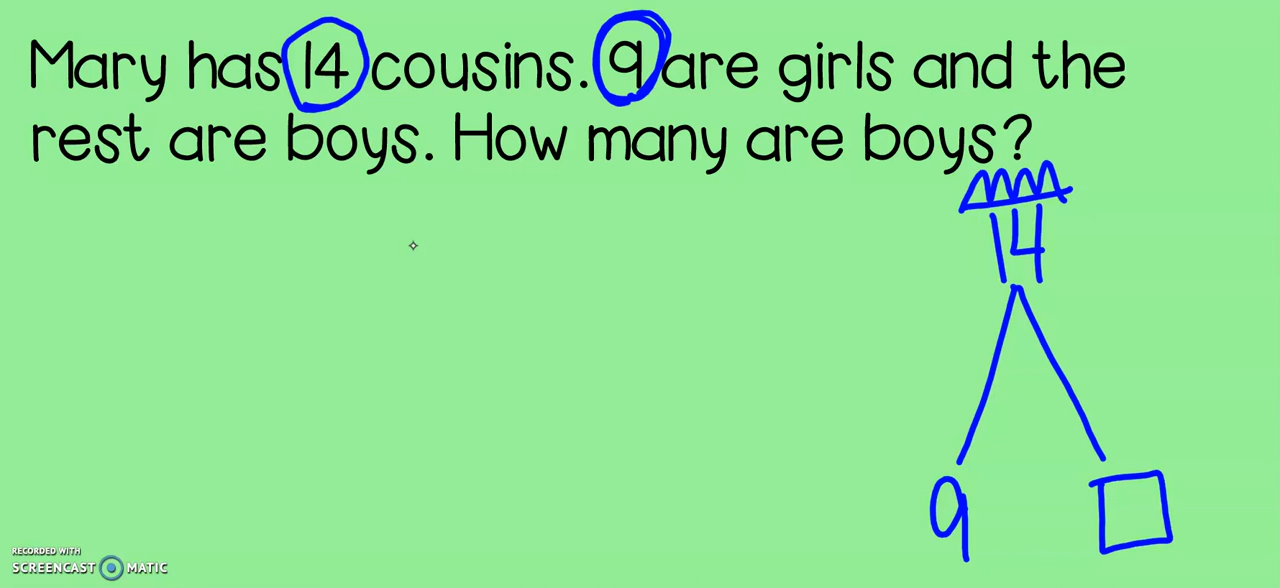 Mary has 14 cousins. 9 are girls and the
rest are boys. How many are boys?
14
9
RECORDED WITH
SCREENCAST MATIC